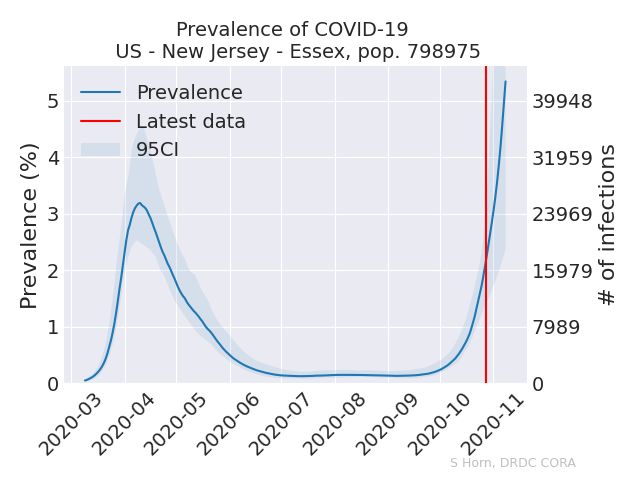 Prevalence of COVID-19
US - New Jersey - Essex, pop. 798975
Prevalence
Latest data
95CI
Prevalence (%)
5
4
3
2
1
0
39948
31959
23969
15979
7989
0
# of infections
2020-03
2020-04
2020-05
2020-06
2020-07
2020-08
2020-09
2020-10
2020-11
S Horn, DRDC CORA